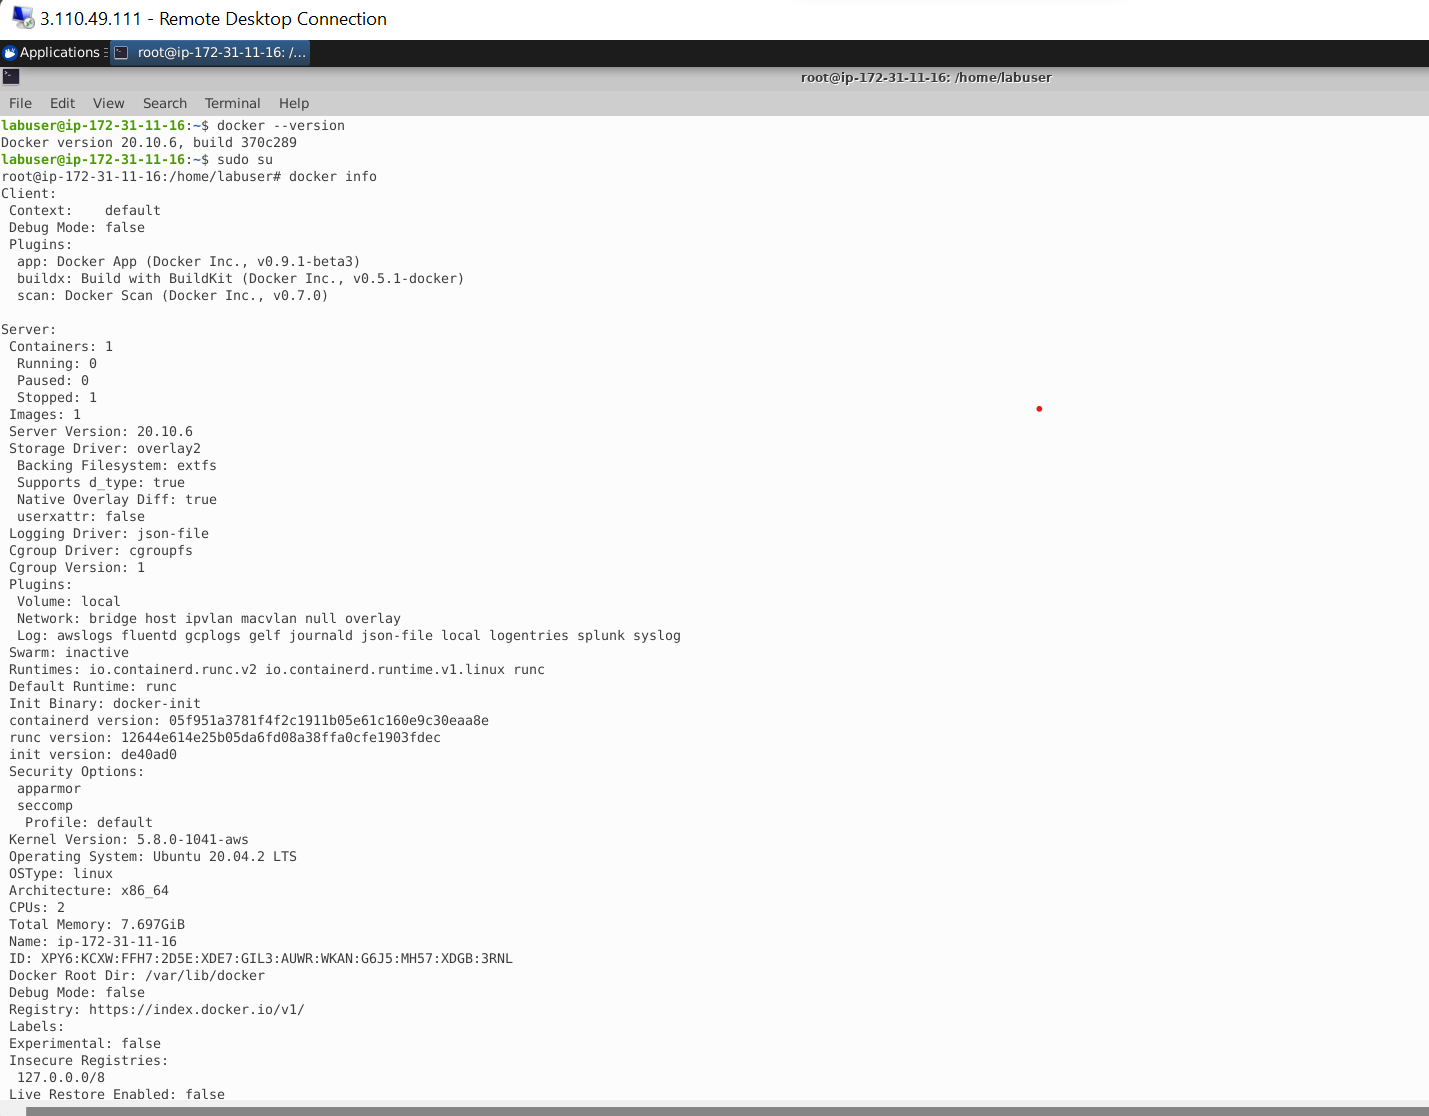 3.110.49.111 - Remote Desktop Connection
Applications root@ip-172-31-11-16: /...
root@ip-172-31-11-16: /home/labuser
File Edit View Search Terminal Help
labuser@ip-172-31-11-16:~$ docker --version
Docker version 20.10.6, build 370c289
labuser@ip-172-31-11-16:~$ sudo su
root@ip-172-31-11-16:/home/labuser# docker info
Client:
Context: default
Debug Mode: false
Plugins:
app: Docker App (Docker Inc., v0.9.1-beta3)
buildx: Build with BuildKit (Docker Inc., v0.5.1-docker)
scan: Docker Scan (Docker Inc., v0.7.0)
Server:
Containers: 1
Running: 0
Paused: 0
Stopped: 1
Images: 1
Server Version: 20.10.6
Storage Driver: overlay2
Backing Filesystem: extfs
Supports d_type: true
Native Overlay Diff: true
userxattr: false
Logging Driver: json-file
Cgroup Driver: cgroupfs
Cgroup Version: 1
Plugins:
Volume: local
Network: bridge host ipvlan macvlan null overlay
Log: awslogs fluentd gcplogs gelf journald json-file local logentries splunk syslog
Swarm: inactive
Runtimes: io.containerd.runc.v2 io.containerd.runtime.v1.linux runc
Default Runtime: runc
Init Binary: docker-init
containerd version: 05f951a3781f4f2c1911b05e61c160e9c30eaa8e
runc version: 12644e614e25b05da6fd08a38ffa0cfe1903fdec
init version: de40ad0
Security Options:
apparmor
seccomp
Profile: default
Kernel Version: 5.8.0-1041-aws
Operating System: Ubuntu 20.04.2 LTS
OSType: linux
Architecture: x86_64
CPUs: 2
Total Memory: 7.697GiB
Name: ip-172-31-11-16
ID: XPY6:KCXW:FFH7:2D5E:XDE7:GIL3:AUWR:WKAN:G6J5:MH57:XDGB:3RNL
Docker Root Dir: /var/lib/docker
Debug Mode: false
Registry: https://index.docker.io/v1/
Labels:
Experimental: false
Insecure Registries:
127.0.0.0/8
Live Restore Enabled: false